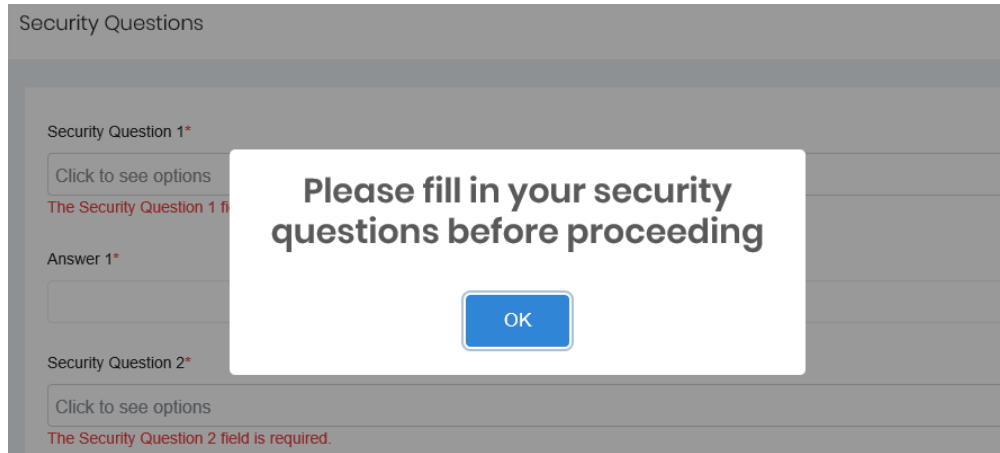 Security Questions
Security Question 1*
Click to see options
The Security Question 1
Please fill in your security
questions before proceeding
Answer 1*
OK
Security Question 2*
Click to see options
The Security Question 2 field is required.